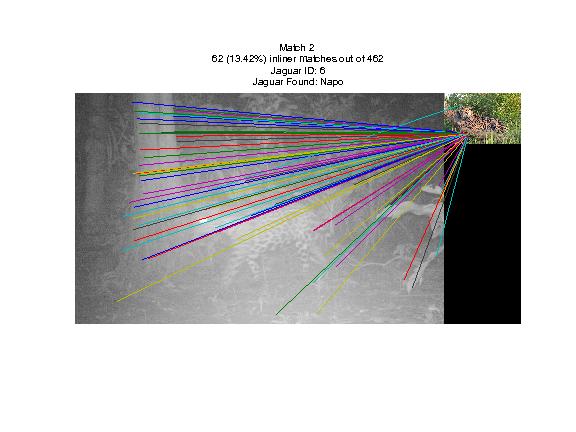 Match 2
62 (13.42%) inliner matches out of 462
Jaguar ID: 6
Jaguar Found: Napo